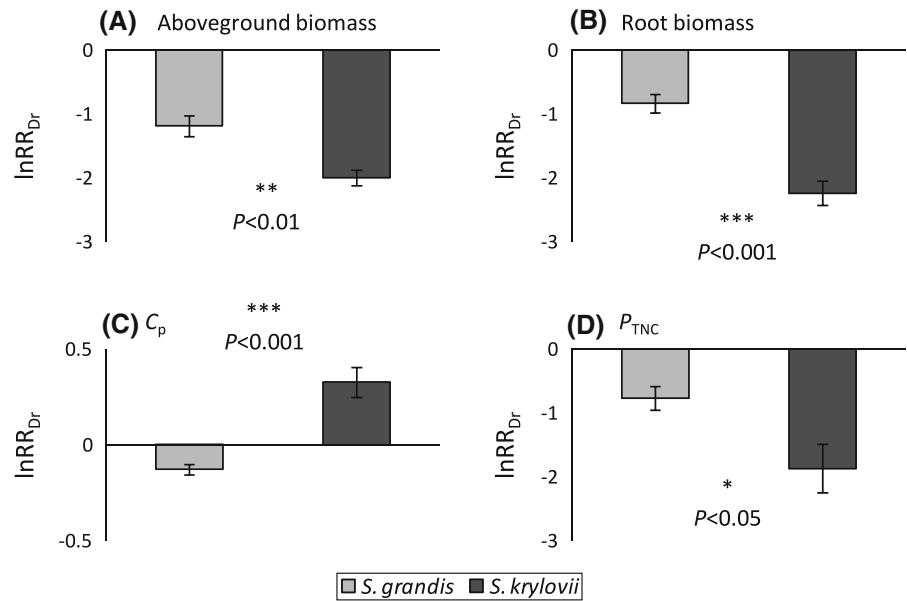 (A) Aboveground biomass
0
-1
-2
-3
lnRR_Dr
**
P<0.01
(B) Root biomass
0
-1
-2
-3
lnRR_Dr
***
P<0.001
(C) C_p
0.5
0
-0.5
lnRR_Dr
***
P<0.001
(D) P_TNC
0
-1
-2
-3
lnRR_Dr
*
P<0.05
S. grandis S. krylovii